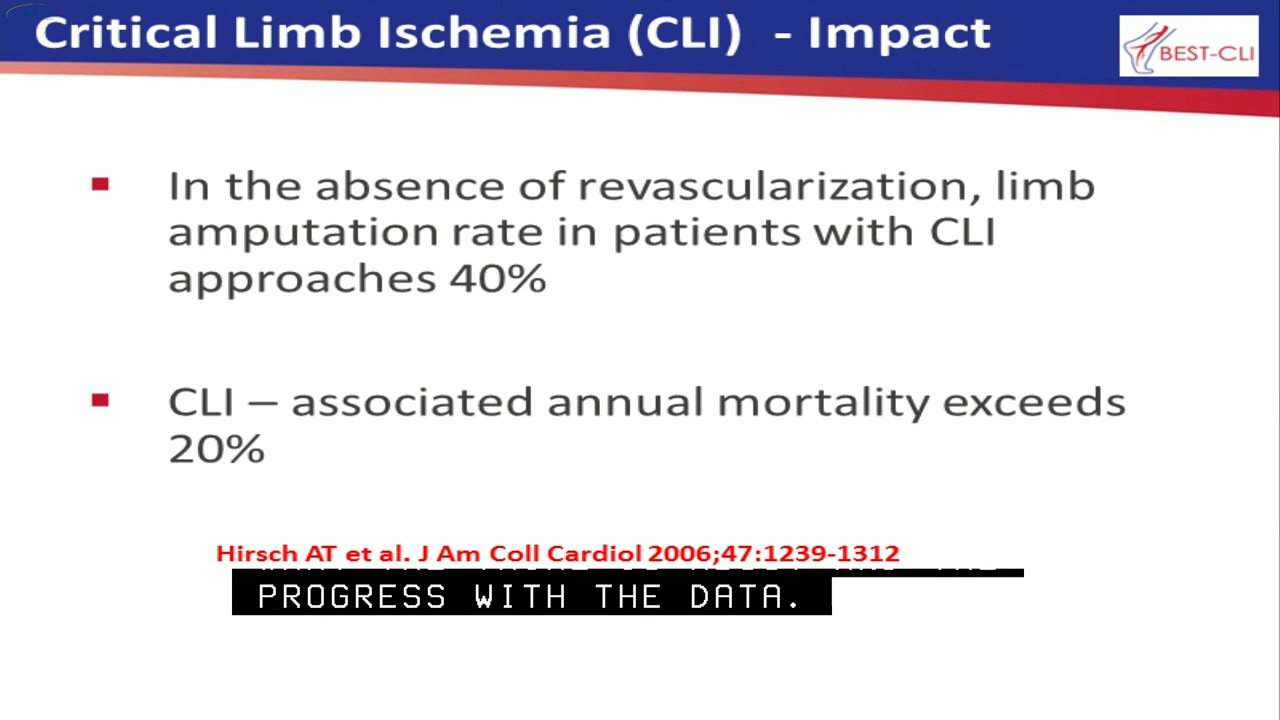 Critical Limb Ischemia (CLI) - Impact
BEST-CLI
In the absence of revascularization, limb
amputation rate in patients with CLI
approaches 40%
CLI – associated annual mortality exceeds
20%
Hirsch AT et al. J Am Coll Cardiol 2006;47:1239-1312
PROGRESS WITH THE DATA.